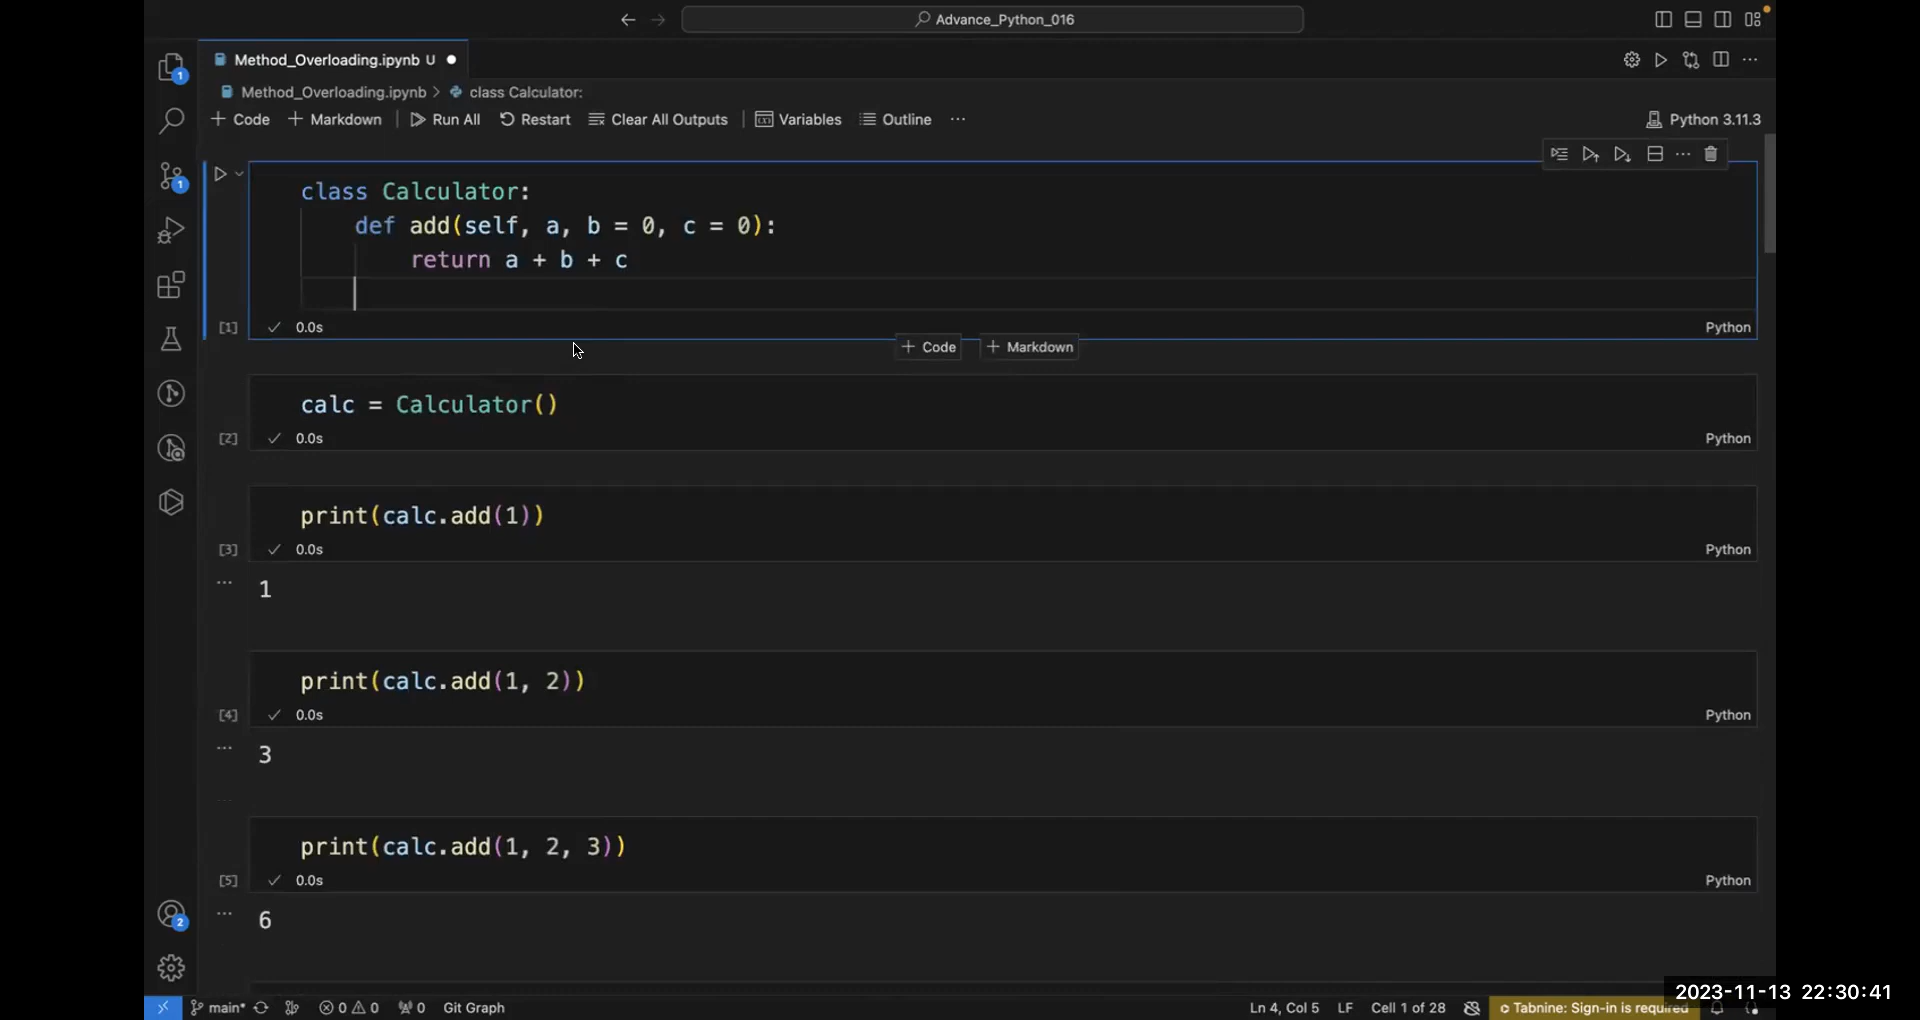 Advance_Python_016
Method_Overloading.ipynb U
Method_Overloading.ipynb > class Calculator:
+ Code + Markdown Run All Restart Clear All Outputs Variables Outline ... Python 3.11.3
class Calculator:
    def add(self, a, b = 0, c = 0):
        return a + b + c
[1] ✓ 0.0s Python
+ Code + Markdown
calc = Calculator()
[2] ✓ 0.0s Python
print(calc.add(1))
[3] ✓ 0.0s Python
1
print(calc.add(1, 2))
[4] ✓ 0.0s Python
3
print(calc.add(1, 2, 3))
[5] ✓ 0.0s Python
6
1
1
2
2023-11-13 22:30:41
main* 0 0 0 Git Graph Ln 4, Col 5 LF Cell 1 of 28 Tabnine: Sign-in is required